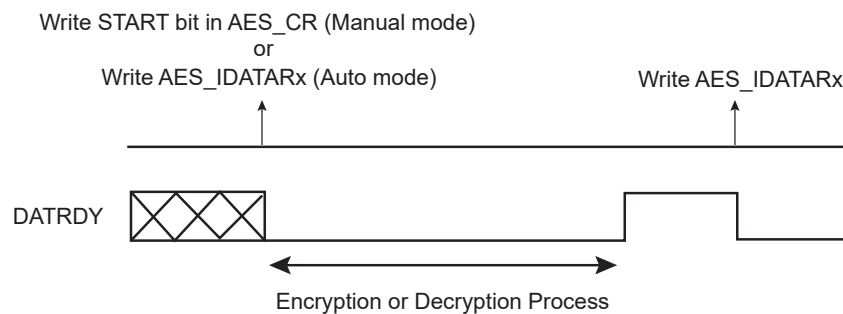 Write START bit in AES_CR (Manual mode)
or
Write AES_IDATARx (Auto mode)
Write AES_IDATARx
DATRDY
Encryption or Decryption Process